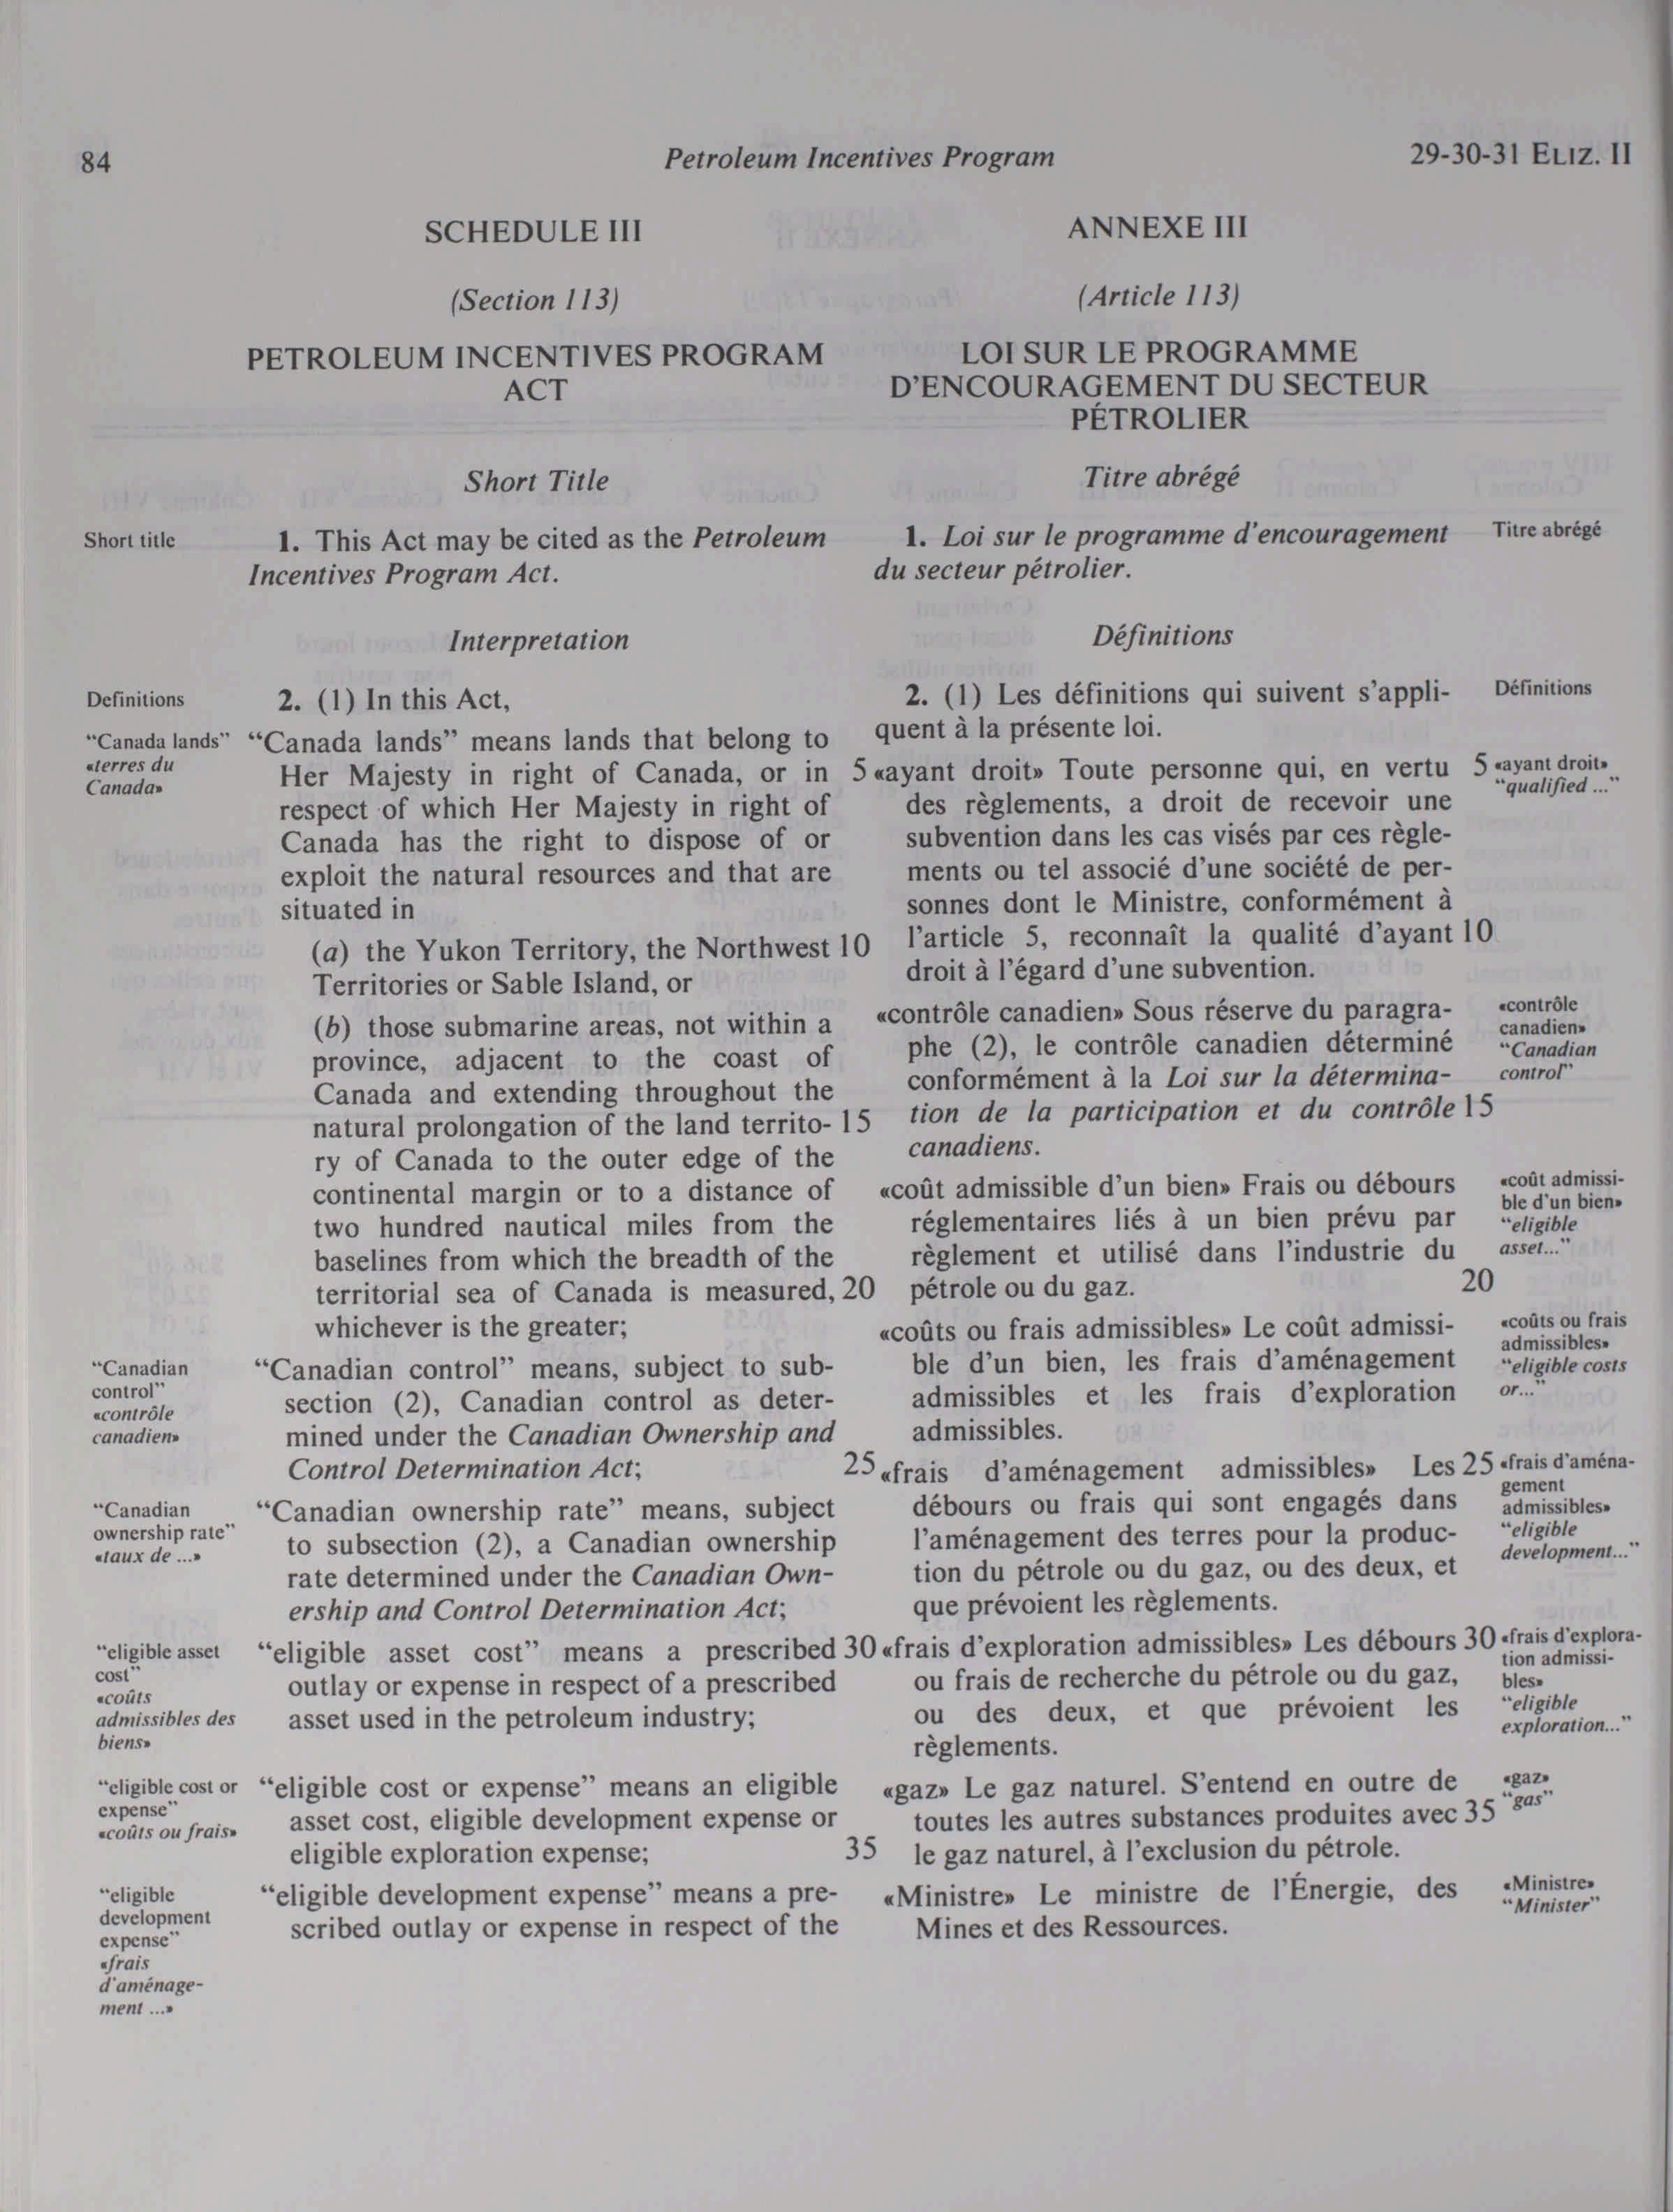 84
Petroleum Incentives Program
29-30-31 ELIZ. II
SCHEDULE III
(Section 113)
PETROLEUM INCENTIVES PROGRAM
ACT
Short Title
Short title
1. This Act may be cited as the Petroleum
Incentives Program Act.
Interpretation
Definitions
2. (1) In this Act,
“Canada lands”
«terres du
Canada»
“Canada lands” means lands that belong to
Her Majesty in right of Canada, or in 5
respect of which Her Majesty in right of
Canada has the right to dispose of or
exploit the natural resources and that are
situated in
(a) the Yukon Territory, the Northwest 10
Territories or Sable Island, or
(b) those submarine areas, not within a
province, adjacent to the coast of
Canada and extending throughout the
natural prolongation of the land territo- 15
ry of Canada to the outer edge of the
continental margin or to a distance of
two hundred nautical miles from the
baselines from which the breadth of the
territorial sea of Canada is measured, 20
whichever is the greater;
“Canadian
control”
«contrôle
canadien»
“Canadian control” means, subject to sub-
section (2), Canadian control as deter-
mined under the Canadian Ownership and
Control Determination Act; 25
“Canadian
ownership rate”
«taux de ...»
“Canadian ownership rate” means, subject
to subsection (2), a Canadian ownership
rate determined under the Canadian Own-
ership and Control Determination Act;
“eligible asset
cost”
«coûts
admissibles des
biens»
“eligible asset cost” means a prescribed 30
outlay or expense in respect of a prescribed
asset used in the petroleum industry;
“eligible cost or
expense”
«coûts ou frais»
“eligible cost or expense” means an eligible
asset cost, eligible development expense or
eligible exploration expense; 35
“eligible
development
expense”
«frais
d'aménage-
ment ...»
“eligible development expense” means a pre-
scribed outlay or expense in respect of the
ANNEXE III
(Article 113)
LOI SUR LE PROGRAMME
D'ENCOURAGEMENT DU SECTEUR
PÉTROLIER
Titre abrégé
1. Loi sur le programme d'encouragement
du secteur pétrolier.
Titre abrégé
Définitions
2. (1) Les définitions qui suivent s'appli-
quent à la présente loi.
Définitions
«ayant droit» Toute personne qui, en vertu 5
des règlements, a droit de recevoir une
subvention dans les cas visés par ces règle-
ments ou tel associé d'une société de per-
sonnes dont le Ministre, conformément à
l'article 5, reconnaît la qualité d'ayant 10
droit à l'égard d'une subvention.
«ayant droit»
“qualified ...”
«contrôle canadien» Sous réserve du paragra-
phe (2), le contrôle canadien déterminé
conformément à la Loi sur la détermina-
tion de la participation et du contrôle 15
canadiens.
«contrôle
canadien»
“Canadian
control”
«coût admissible d'un bien» Frais ou débours
réglementaires liés à un bien prévu par
règlement et utilisé dans l'industrie du
pétrole ou du gaz. 20
«coût admissi-
ble d'un bien»
“eligible
asset...”
«coûts ou frais admissibles» Le coût admissi-
ble d'un bien, les frais d'aménagement
admissibles et les frais d'exploration
admissibles.
«coûts ou frais
admissibles»
“eligible costs
or...”
«frais d'aménagement admissibles» Les 25
débours ou frais qui sont engagés dans
l'aménagement des terres pour la produc-
tion du pétrole ou du gaz, ou des deux, et
que prévoient les règlements.
«frais d'aména-
gement
admissibles»
“eligible
development...”
«frais d'exploration admissibles» Les débours 30
ou frais de recherche du pétrole ou du gaz,
ou des deux, et que prévoient les
règlements.
«frais d'explora-
tion admissi-
bles»
“eligible
exploration...”
«gaz» Le gaz naturel. S'entend en outre de
toutes les autres substances produites avec 35
le gaz naturel, à l'exclusion du pétrole.
«gaz»
“gas”
«Ministre» Le ministre de l'Énergie, des
Mines et des Ressources.
«Ministre»
“Minister”